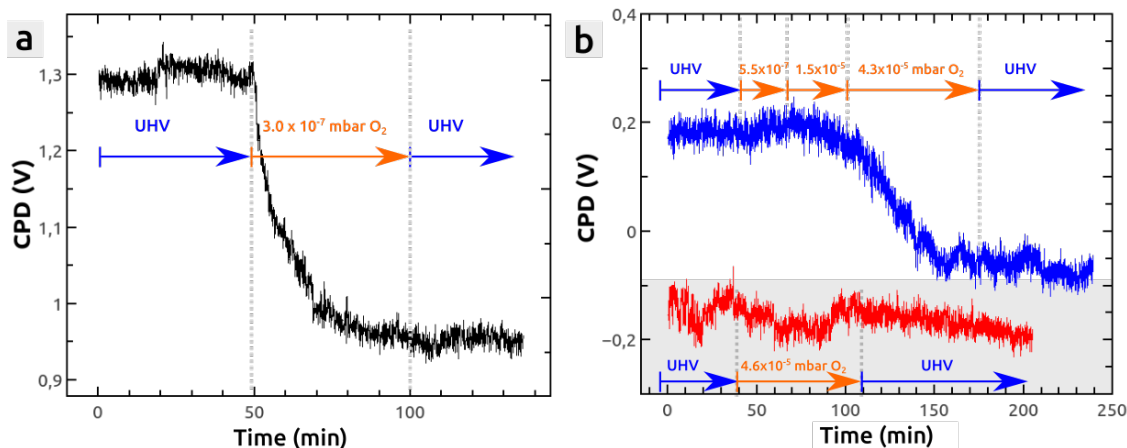 a
CPD (V)
1,3
1,2
1,1
1
0,9
UHV
3.0 x 10⁻⁷ mbar O₂
UHV
0
50
100
Time (min)
b
CPD (V)
0,4
0,2
0
−0,2
UHV
5.5x10⁻⁷
1.5x10⁻⁵
4.3x10⁻⁵ mbar O₂
UHV
UHV
4.6x10⁻⁵ mbar O₂
UHV
0
50
100
150
200
250
Time (min)